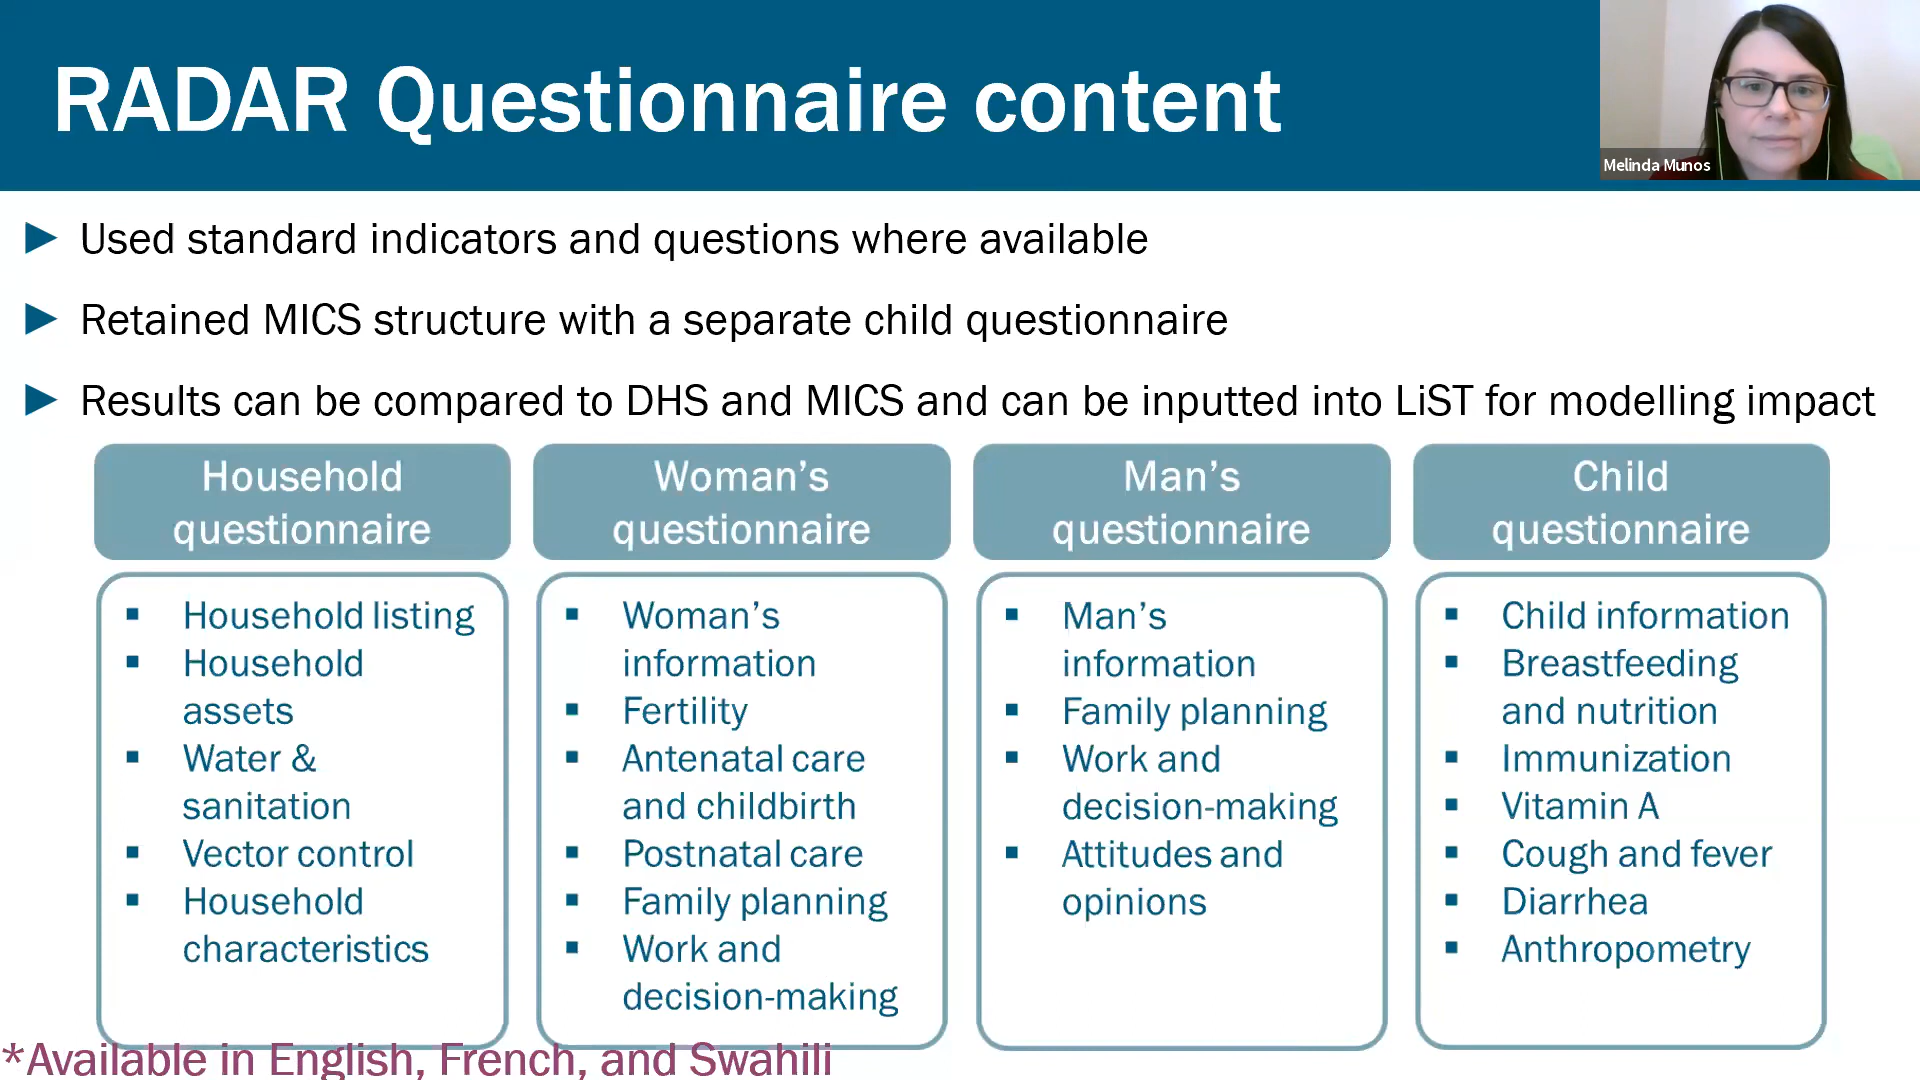 RADAR Questionnaire content
Melinda Munos
Used standard indicators and questions where available
Retained MICS structure with a separate child questionnaire
Results can be compared to DHS and MICS and can be inputted into LiST for modelling impact
Household
questionnaire
Household listing
Household
assets
Water &
sanitation
Vector control
Household
characteristics
Woman's
questionnaire
Woman's
information
Fertility
Antenatal care
and childbirth
Postnatal care
Family planning
Work and
decision-making
Man's
questionnaire
Man's
information
Family planning
Work and
decision-making
Attitudes and
opinions
Child
questionnaire
Child information
Breastfeeding
and nutrition
Immunization
Vitamin A
Cough and fever
Diarrhea
Anthropometry
*Available in English, French, and Swahili